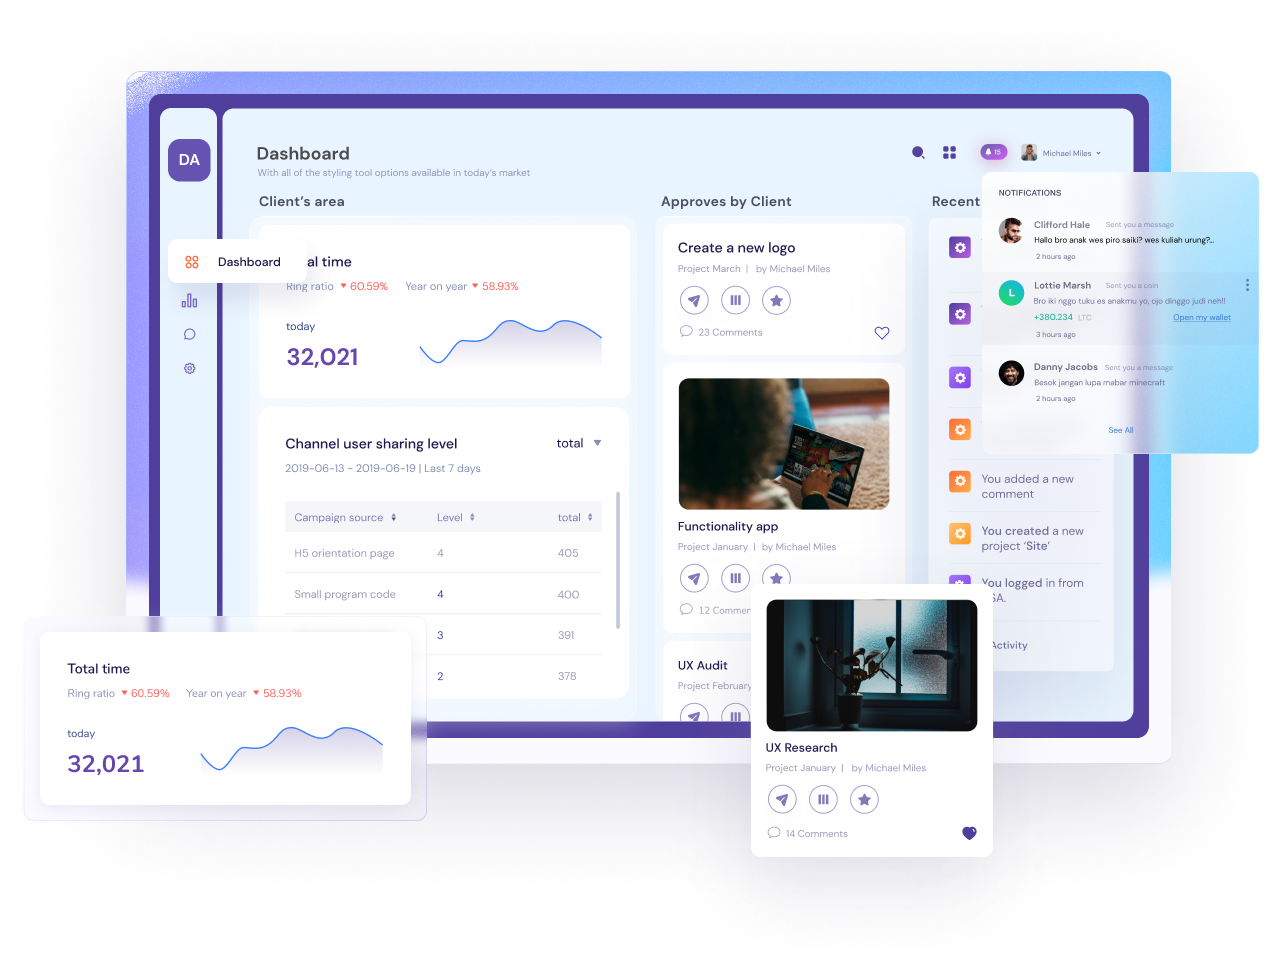 DA
Dashboard
With all of the styling tool options available in today's market
15
Michael Miles
Client's area
Approves by Client
Recent
Dashboard
al time
Ring ratio 60.59% Year on year 58.93%
today
32,021
Channel user sharing level
total
2019-06-13 ~ 2019-06-19 | Last 7 days
Campaign source Level total
H5 orientation page 4 405
Small program code 4 400
3 391
2 378
Create a new logo
Project March | by Michael Miles
23 Comments
Functionality app
Project January | by Michael Miles
12 Commen
UX Audit
Project February
NOTIFICATIONS
Clifford Hale Sent you a message
Hallo bro anak wes piro saiki? wes kuliah urung?...
2 hours ago
L
Lottie Marsh Sent you a coin
Bro iki nggo tuku es anakmu yo, ojo dinggo judi neh!!
+380.234 LTC Open my wallet
3 hours ago
Danny Jacobs Sent you a message
Besok jangan lupa mabar minecraft
2 hours ago
See All
You added a new
comment
You created a new
project 'Site'
You logged in from
SA.
Activity
Total time
Ring ratio 60.59% Year on year 58.93%
today
32,021
UX Research
Project January | by Michael Miles
14 Comments